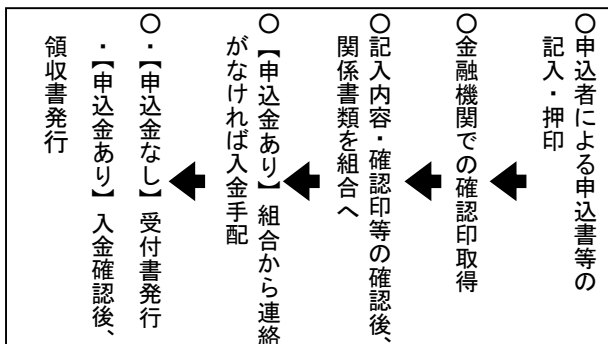 ○申込者による申込書等の
記入・押印
○金融機関での確認印取得
○記入内容・確認印等の確認後、
関係書類を組合へ
○【申込金あり】組合から連絡
がなければ入金手配
○・【申込金なし】受付書発行
・【申込金あり】入金確認後、
領収書発行